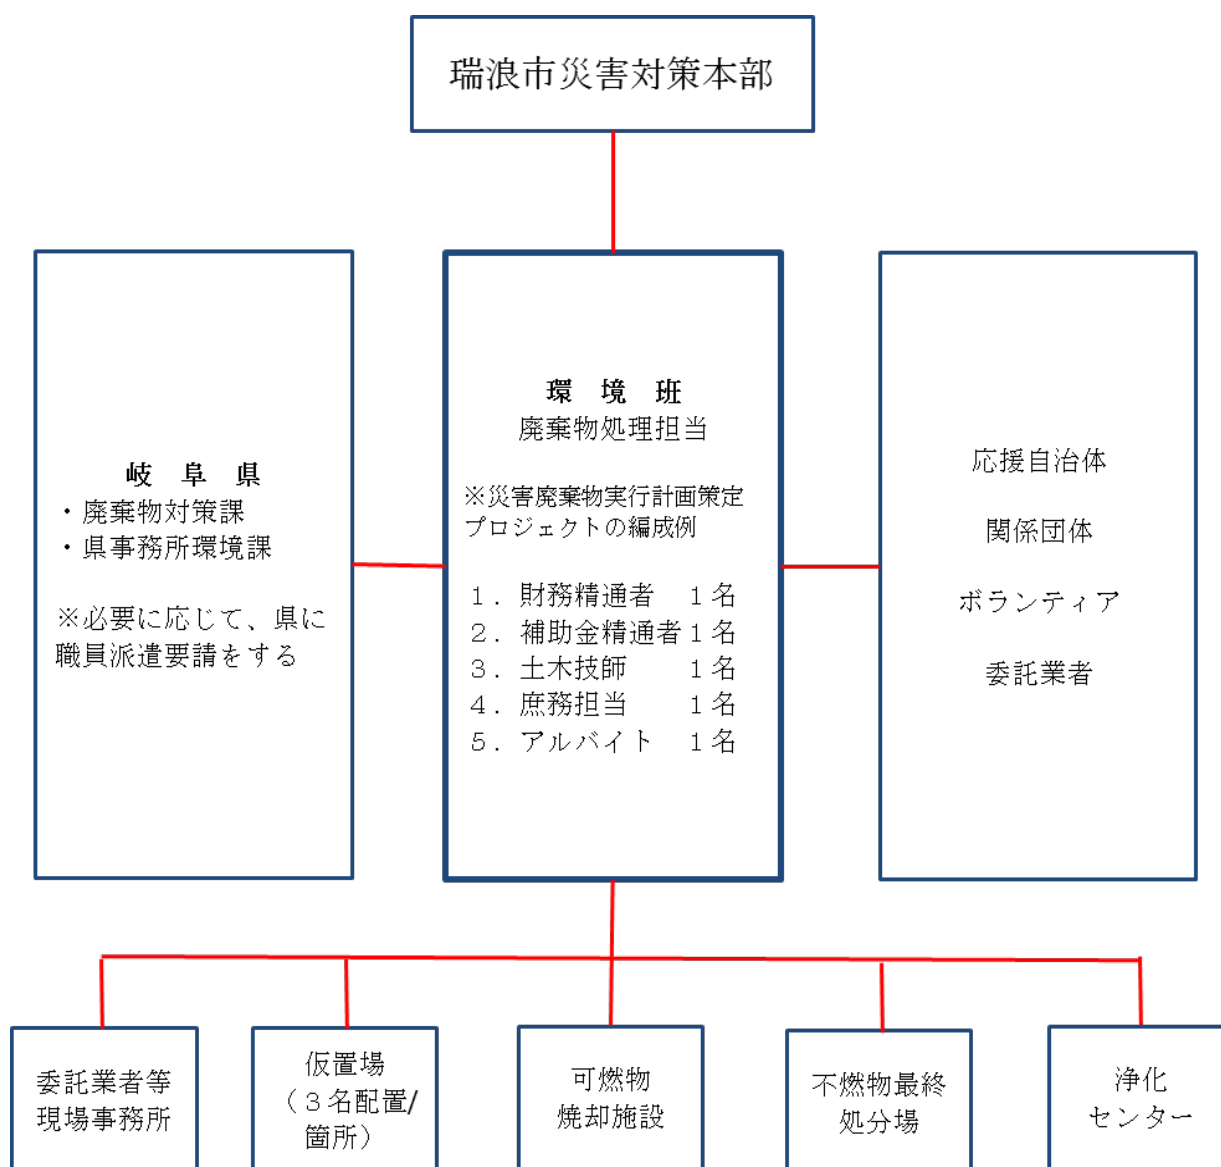 瑞浪市災害対策本部
岐　阜　県
・廃棄物対策課
・県事務所環境課
※必要に応じて、県に
職員派遣要請をする
環　境　班
廃棄物処理担当
※災害廃棄物実行計画策定
プロジェクトの編成例
１．財務精通者　１名
２．補助金精通者１名
３．土木技師　　１名
４．庶務担当　　１名
５．アルバイト　１名
応援自治体
関係団体
ボランティア
委託業者
委託業者等
現場事務所
仮置場
（３名配置/
箇所）
可燃物
焼却施設
不燃物最終
処分場
浄化
センター